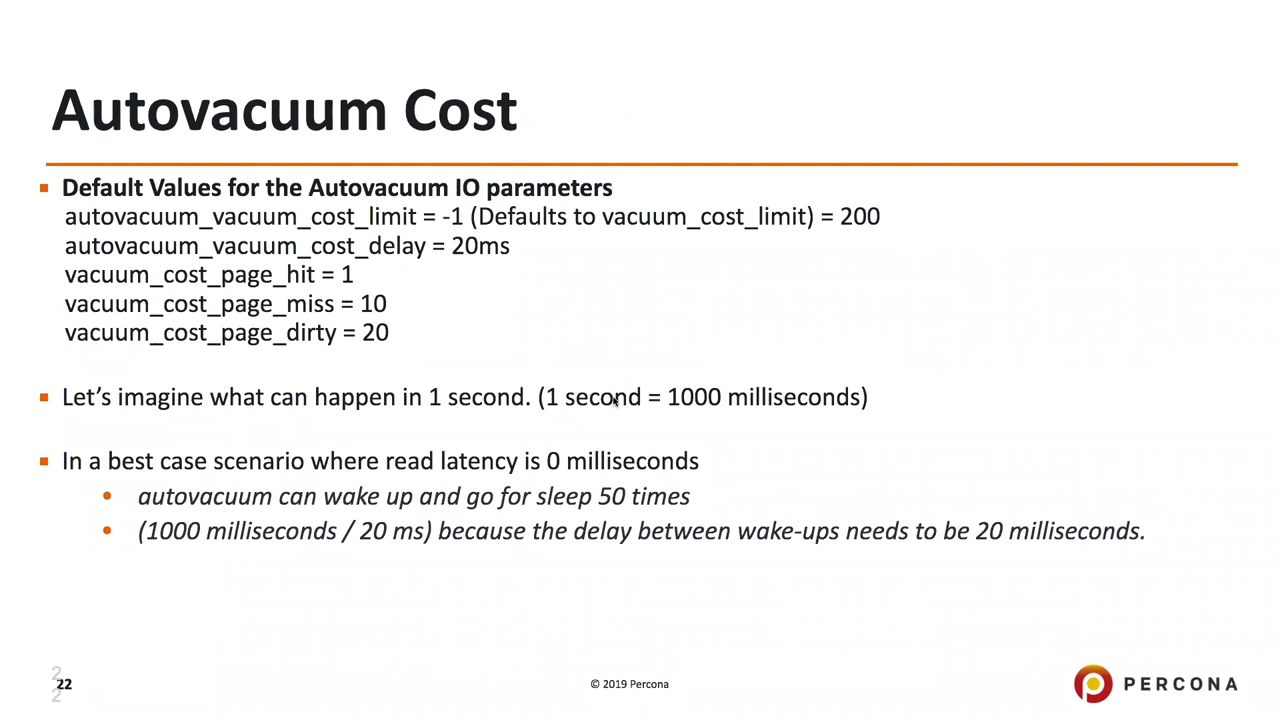 Autovacuum Cost
Default Values for the Autovacuum IO parameters
autovacuum_vacuum_cost_limit = -1 (Defaults to vacuum_cost_limit) = 200
autovacuum_vacuum_cost_delay = 20ms
vacuum_cost_page_hit = 1
vacuum_cost_page_miss = 10
vacuum_cost_page_dirty = 20
Let’s imagine what can happen in 1 second. (1 second = 1000 milliseconds)
In a best case scenario where read latency is 0 milliseconds
autovacuum can wake up and go for sleep 50 times
(1000 milliseconds / 20 ms) because the delay between wake-ups needs to be 20 milliseconds.
2
22
2
© 2019 Percona
PERCONA